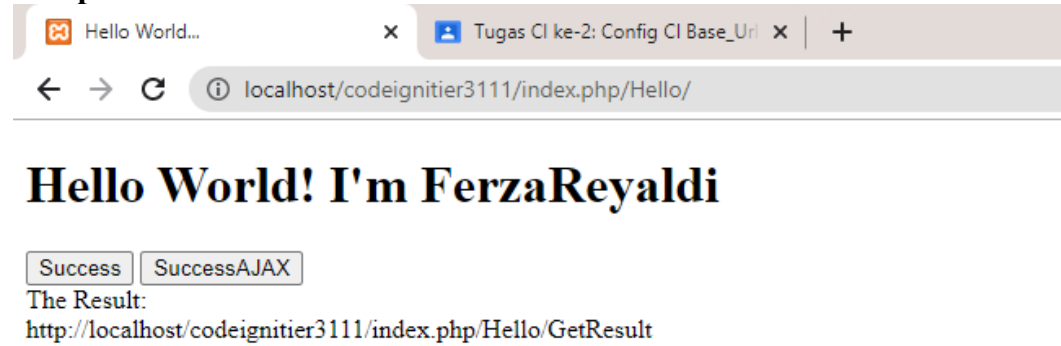 Hello World...
Tugas CI ke-2: Config CI Base_Url
localhost/codeignitier3111/index.php/Hello/
Hello World! I'm FerzaReyaldi
Success SuccessAJAX
The Result:
http://localhost/codeignitier3111/index.php/Hello/GetResult